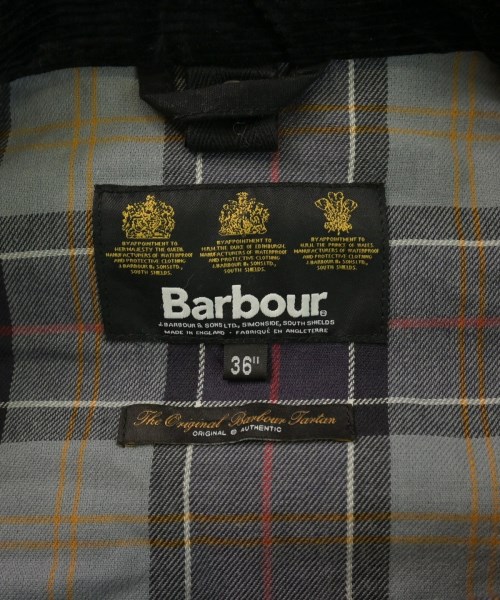 BY APPOINTMENT TO
HER MAJESTY THE QUEEN
MANUFACTURERS OF WATERPROOF
AND PROTECTIVE CLOTHING
J. BARBOUR & SONS LTD.,
SOUTH SHIELDS
BY APPOINTMENT TO
H.R.H. THE DUKE OF EDINBURGH,
MANUFACTURERS OF WATERPROOF
AND PROTECTIVE CLOTHING
J. BARBOUR & SONS LTD.,
SOUTH SHIELDS
BY APPOINTMENT TO
H.R.H. THE PRINCE OF WALES
MANUFACTURERS OF WATERPROOF
AND PROTECTIVE CLOTHING
J. BARBOUR & SONS LTD.,
SOUTH SHIELDS
Barbour®
J. BARBOUR & SONS LTD., SIMONSIDE, SOUTH SHIELDS
MADE IN ENGLAND - FABRIQUÉ EN ANGLETERRE
36"
The Original Barbour Tartan
ORIGINAL & AUTHENTIC